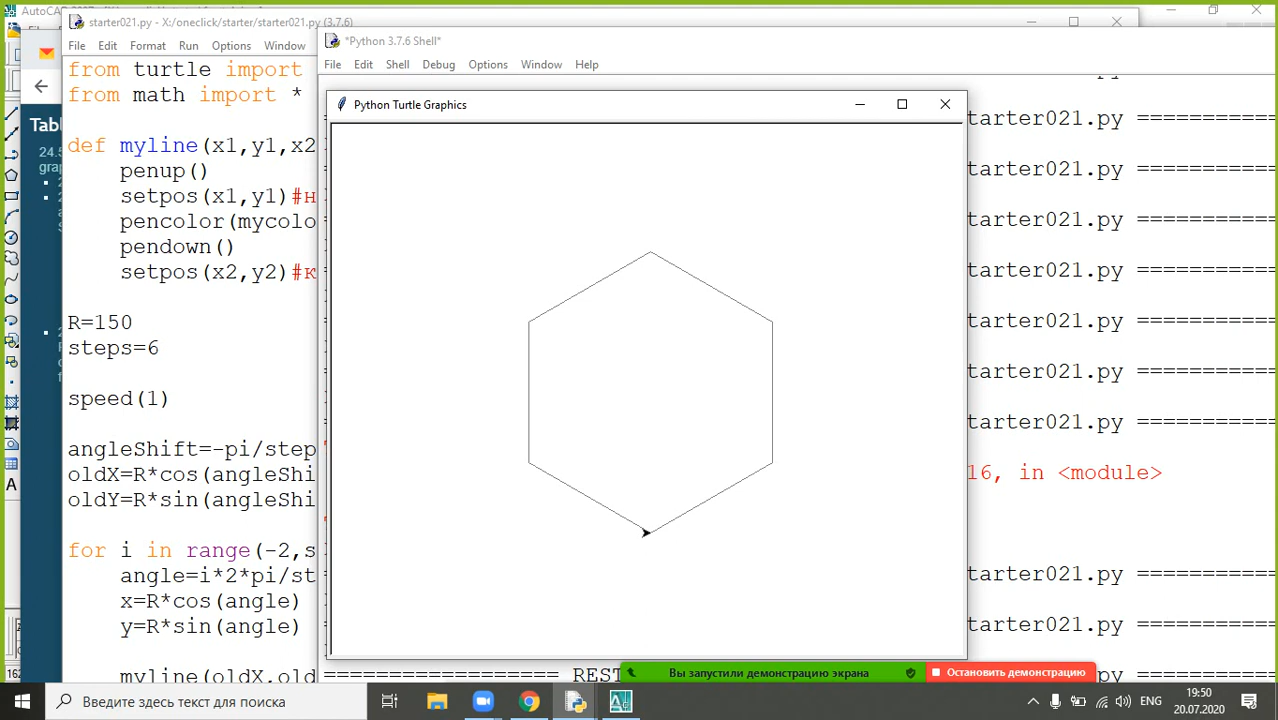 starter021.py - X:/oneclick/starter/starter021.py (3.7.6)
File Edit Format Run Options Window
from turtle import
from math import *
def myline(x1,y1,x2
penup()
setpos(x1,y1)#н
pencolor(mycolo
pendown()
setpos(x2,y2)#к
R=150
steps=6
speed(1)
angleShift=-pi/step
oldX=R*cos(angleShi
oldY=R*sin(angleShi
for i in range(-2,s
angle=i*2*pi/st
x=R*cos(angle)
y=R*sin(angle)
myline(oldX,old
*Python 3.7.6 Shell*
File Edit Shell Debug Options Window Help
Python Turtle Graphics
tarter021.py ===========
tarter021.py ===========
tarter021.py ===========
tarter021.py ===========
tarter021.py ===========
tarter021.py ===========
tarter021.py ===========
16, in <module>
tarter021.py ===========
tarter021.py ===========
================== REST
Вы запустили демонстрацию экрана
Остановить демонстрацию
Введите здесь текст для поиска
ENG
19:50
20.07.2020